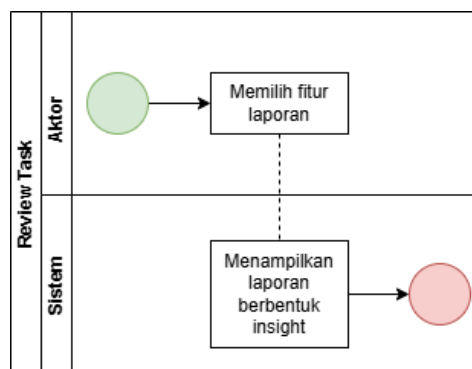 Review Task
Aktor
Memilih fitur
laporan
Sistem
Menampilkan
laporan
berbentuk
insight